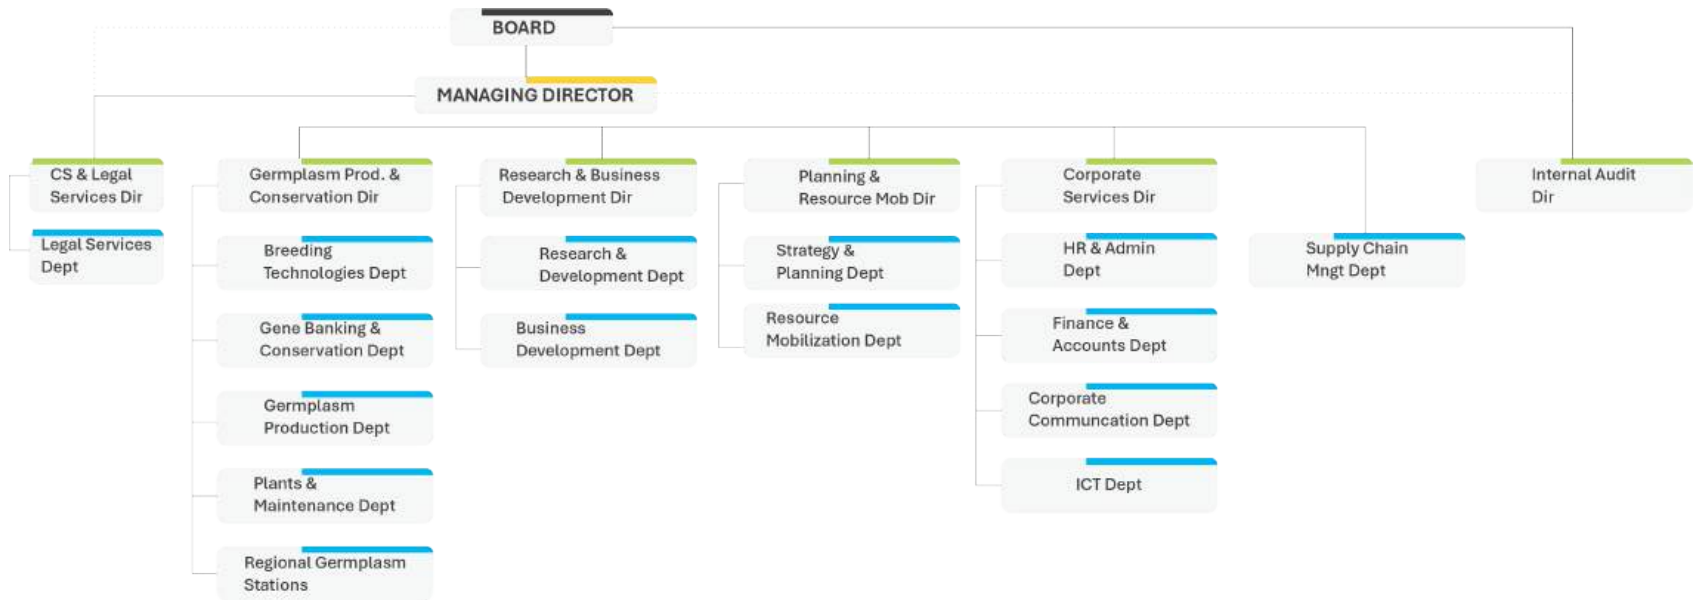 BOARD
MANAGING DIRECTOR
CS & Legal
Services Dir
Legal Services
Dept
Germplasm Prod. &
Conservation Dir
Breeding
Technologies Dept
Gene Banking &
Conservation Dept
Germplasm
Production Dept
Plants &
Maintenance Dept
Regional Germplasm
Stations
Research & Business
Development Dir
Research &
Development Dept
Business
Development Dept
Planning &
Resource Mob Dir
Strategy &
Planning Dept
Resource
Mobilization Dept
Corporate
Services Dir
HR & Admin
Dept
Finance &
Accounts Dept
Corporate
Communcation Dept
ICT Dept
Supply Chain
Mngt Dept
Internal Audit
Dir